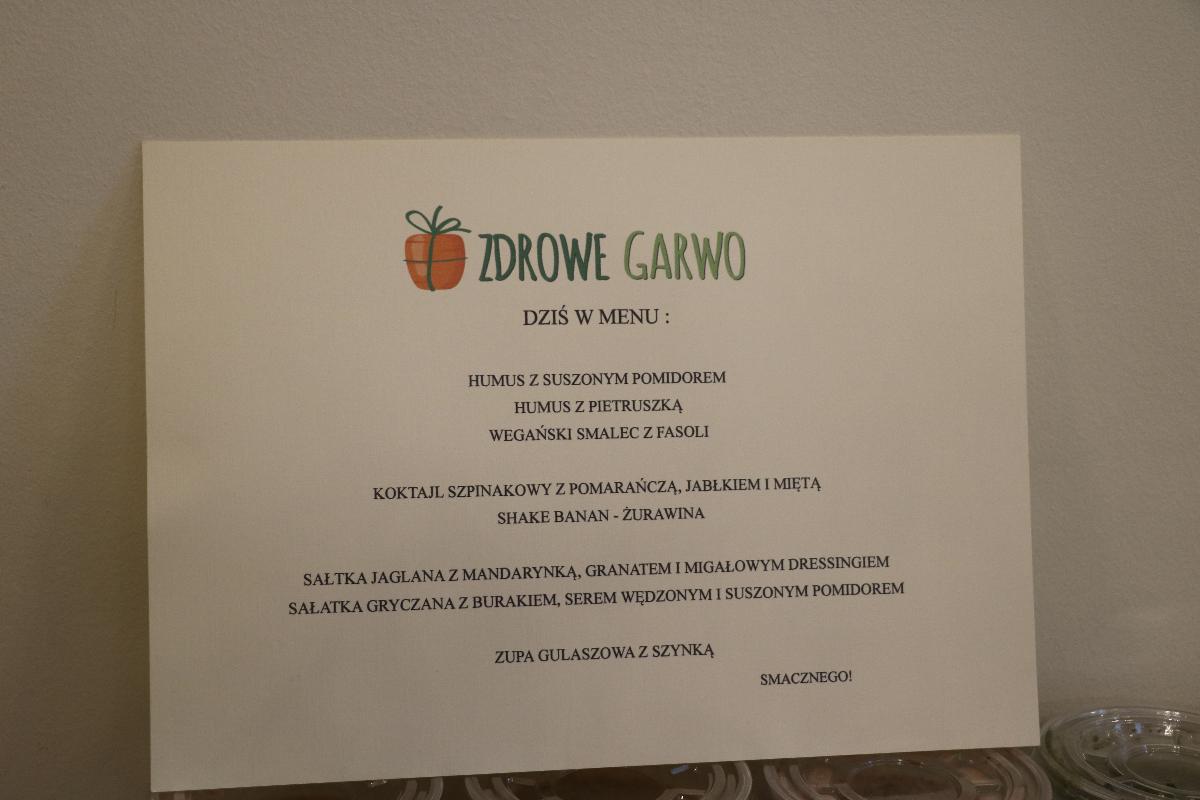 ZDROWE GARWO
DZIŚ W MENU :
HUMUS Z SUSZONYM POMIDOREM
HUMUS Z PIETRUSZKĄ
WEGAŃSKI SMALEC Z FASOLI
KOKTAJL SZPINAKOWY Z POMARAŃCZĄ, JABŁKIEM I MIĘTĄ
SHAKE BANAN - ŻURAWINA
SAŁTKA JAGLANA Z MANDARYNKĄ, GRANATEM I MIGAŁOWYM DRESSINGIEM
SAŁATKA GRYCZANA Z BURAKIEM, SEREM WĘDZONYM I SUSZONYM POMIDOREM
ZUPA GULASZOWA Z SZYNKĄ
SMACZNEGO!